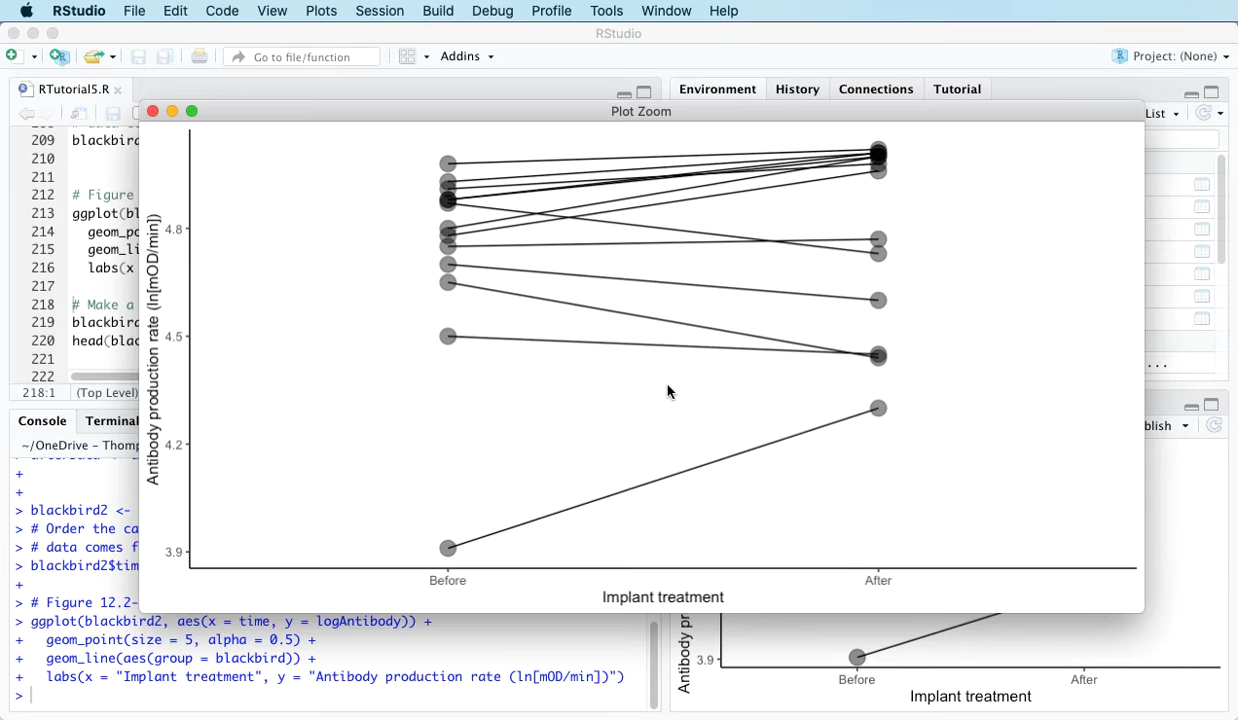 RStudio File Edit Code View Plots Session Build Debug Profile Tools Window Help
RStudio
Go to file/function
Addins
Project: (None)
RTutorial5.R
Environment History Connections Tutorial
Plot Zoom
List
209 blackbird
210
211
212 # Figure
213 ggplot(bl
214 geom_po
215 geom_li
216 labs(x
217
218 # Make a
219 blackbird
220 head(blac
221
222
218:1 (Top Level)
Console Terminal
~/OneDrive – Thomp
+
+
> blackbird2 <-
> # Order the ca
> # data comes f
> blackbird2$tim
+
> # Figure 12.2-
> ggplot(blackbird2, aes(x = time, y = logAntibody)) +
+ geom_point(size = 5, alpha = 0.5) +
+ geom_line(aes(group = blackbird)) +
+ labs(x = "Implant treatment", y = "Antibody production rate (ln[mOD/min])")
>
Antibody production rate (ln[mOD/min])
4.8
4.5
4.2
3.9
Before After
Implant treatment
...
blish
Antibody pr
3.9
Before After
Implant treatment